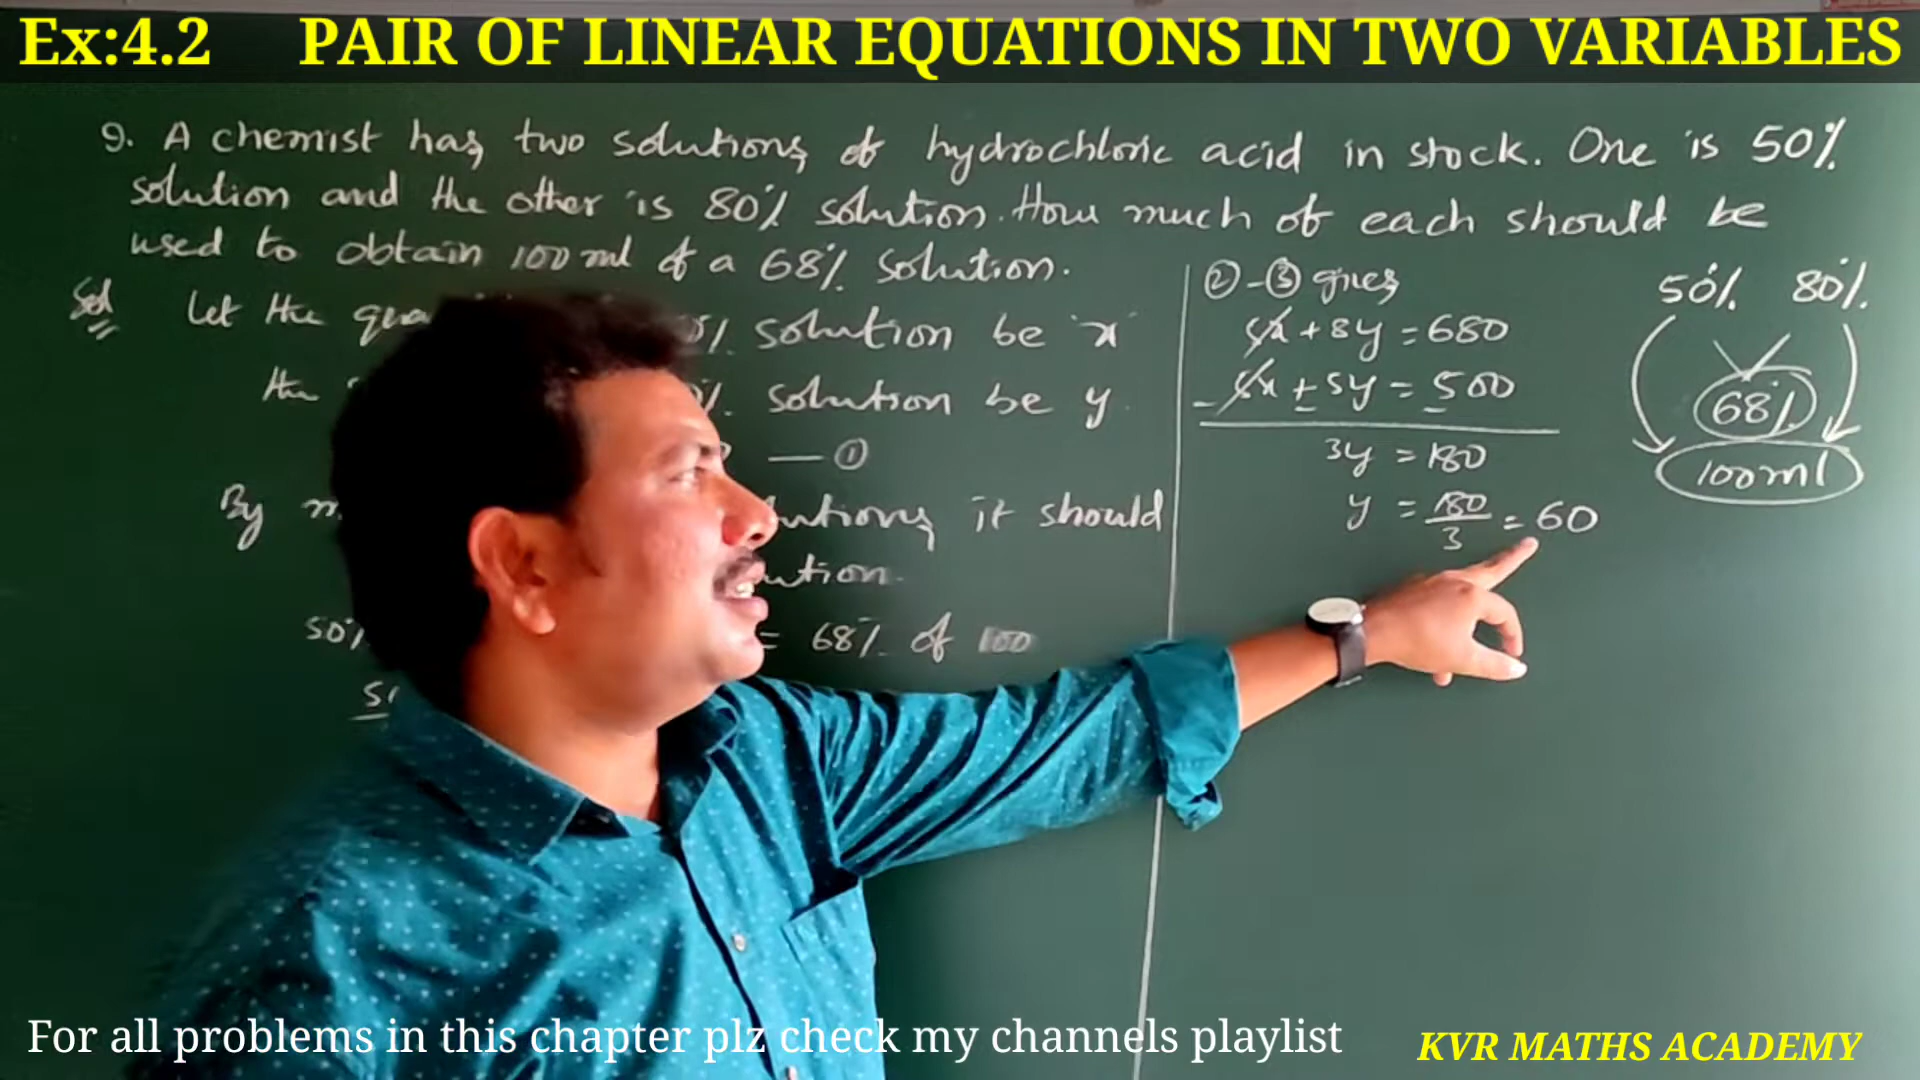 Ex:4.2 PAIR OF LINEAR EQUATIONS IN TWO VARIABLES
9. A chemist has two solutions of hydrochloric acid in stock. One is 50%
solution and the other is 80% solution. How much of each should be
used to obtain 100 ml of a 68% solution.
Sol Let the solution be x
the % solution be y
— ①
By it should
50% = 68% of 100
② - ③ gives
5x + 8y = 680
5x + 5y = 500
3y = 180
y = 180/3 = 60
50% 80%
68%
100ml
For all problems in this chapter plz check my channels playlist
KVR MATHS ACADEMY